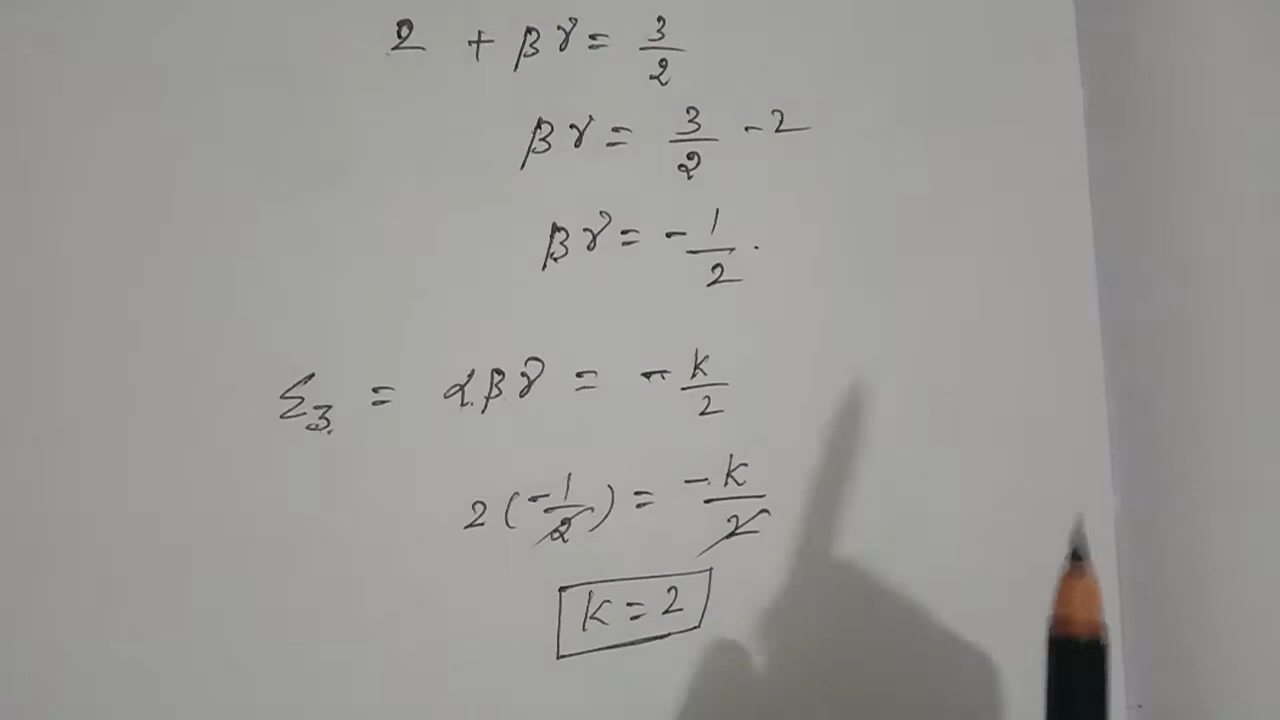 2 + βγ = 3/2
βγ = 3/2 - 2
βγ = - 1/2 .
Σ3 = αβγ = - k/2
2 (- 1/2) = - k/2
k = 2